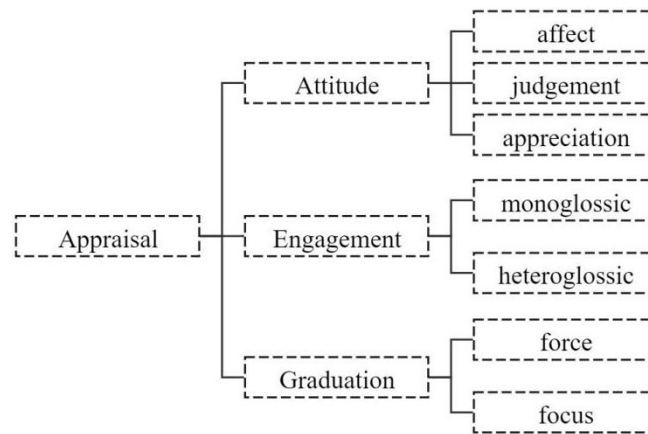 Appraisal
Attitude
affect
judgement
appreciation
Engagement
monoglossic
heteroglossic
Graduation
force
focus